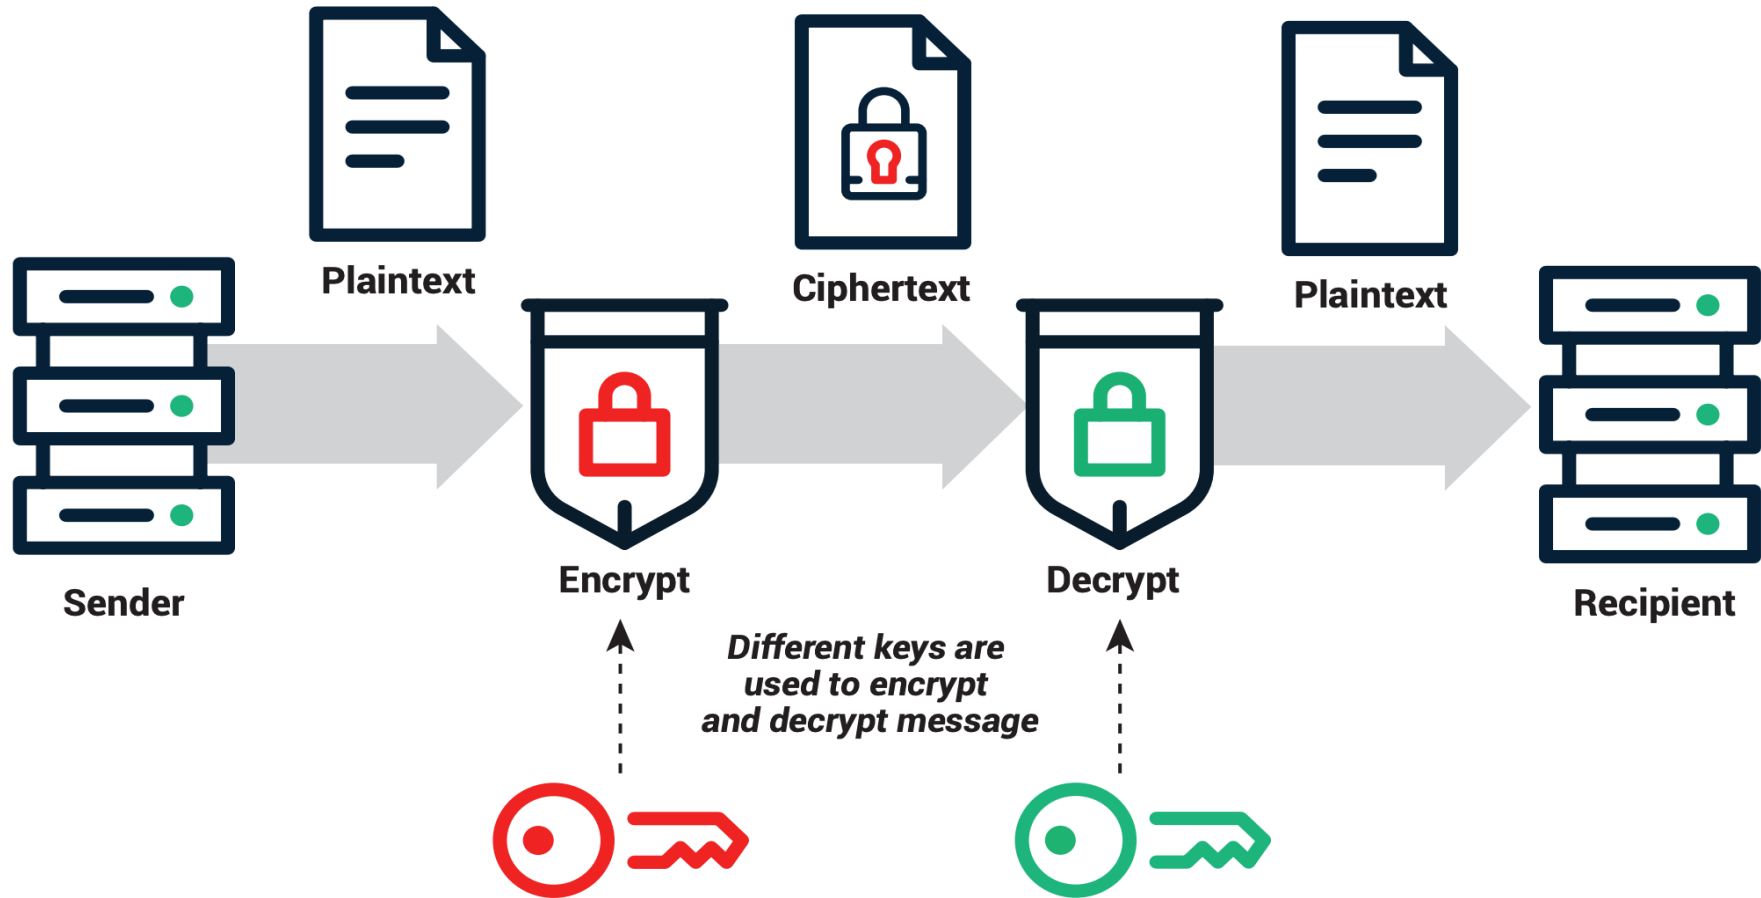 Plaintext
Ciphertext
Plaintext
Sender
Encrypt
Decrypt
Recipient
Different keys are
used to encrypt
and decrypt message